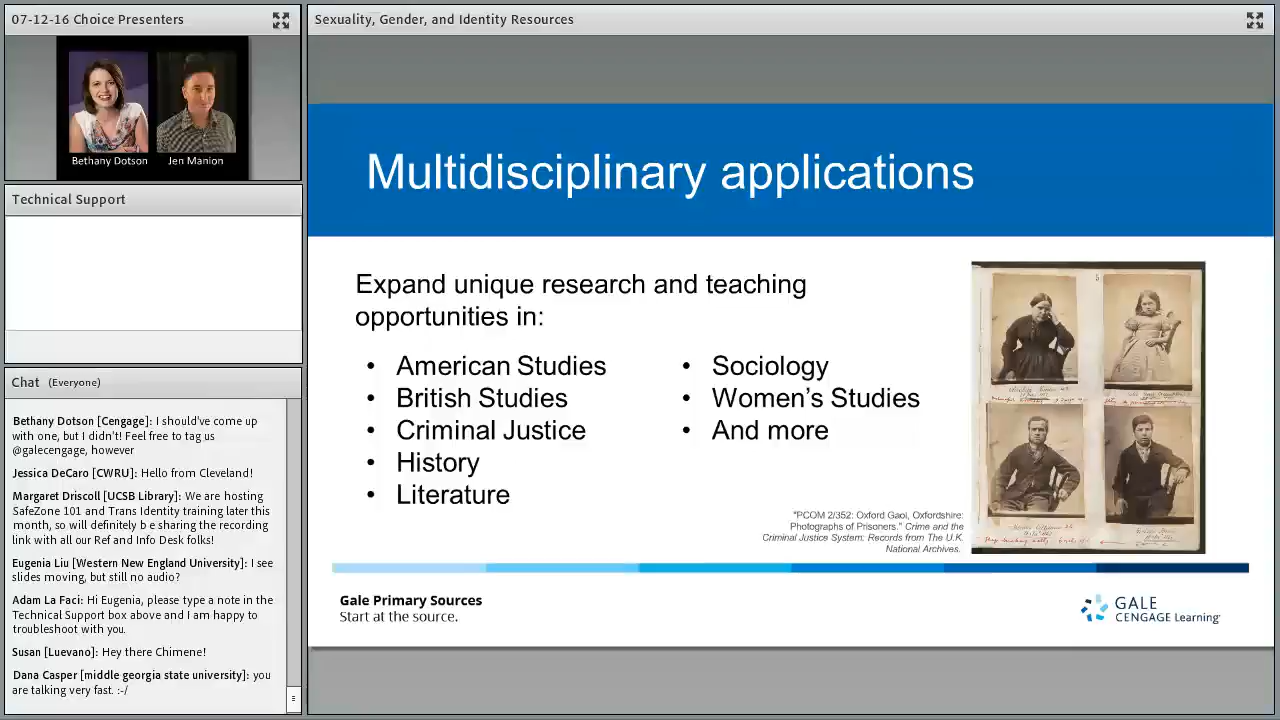 07-12-16 Choice Presenters
Bethany Dotson
Jen Manion
Technical Support
Chat (Everyone)
Bethany Dotson [Cengage]: I should've come up
with one, but I didn't! Feel free to tag us
@galecengage, however
Jessica DeCaro [CWRU]: Hello from Cleveland!
Margaret Driscoll [UCSB Library]: We are hosting
SafeZone 101 and Trans Identity training later this
month, so will definitely be sharing the recording
link with all our Ref and Info Desk folks!
Eugenia Liu [Western New England University]: I see
slides moving, but still no audio?
Adam La Faci: Hi Eugenia, please type a note in the
Technical Support box above and I am happy to
troubleshoot with you.
Susan [Luevano]: Hey there Chimene!
Dana Casper [middle georgia state university]: you
are talking very fast. :-/
Sexuality, Gender, and Identity Resources
Multidisciplinary applications
Expand unique research and teaching
opportunities in:
• American Studies
• British Studies
• Criminal Justice
• History
• Literature
• Sociology
• Women's Studies
• And more
"PCOM 2/352: Oxford Gaol, Oxfordshire:
Photographs of Prisoners." Crime and the
Criminal Justice System: Records from The U.K.
National Archives.
Gale Primary Sources
Start at the source.
GALE
CENGAGE Learning